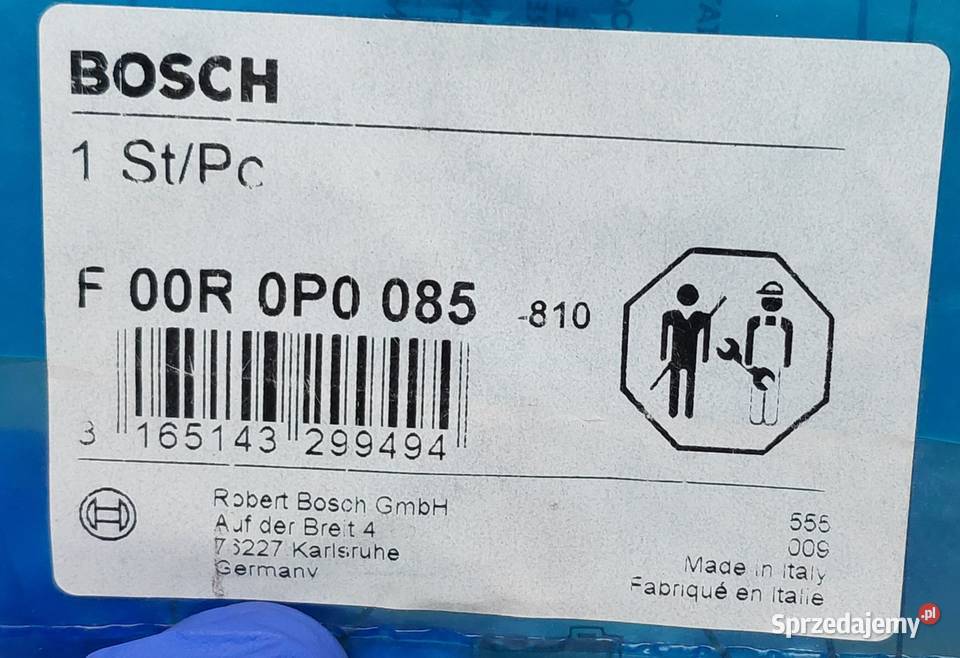 BOSCH
1 St/Pc
F 00R 0P0 085 -810
3 165143 299494
Robert Bosch GmbH
Auf der Breit 4
76227 Karlsruhe
Germany
555
009
Made in Italy
Fabriqué en Italie
Sprzedajemy.pl